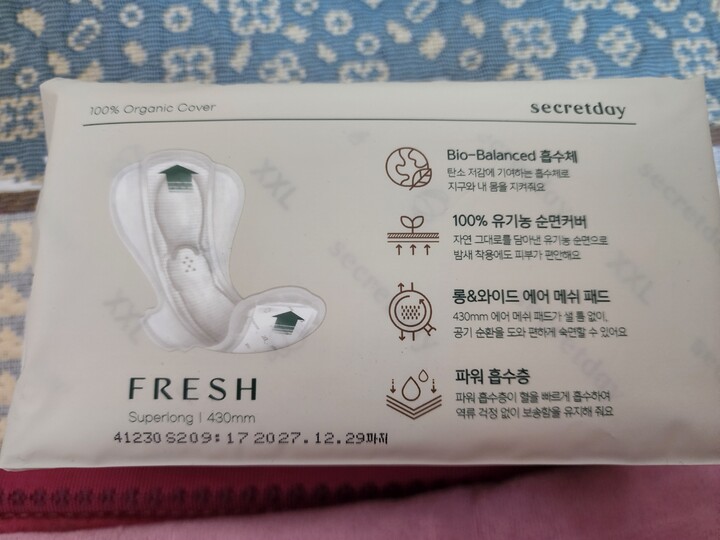 100% Organic Cover
secretday
Bio-Balanced 흡수체
탄소 저감에 기여하는 흡수체로
지구와 내 몸을 지켜줘요
100% 유기농 순면커버
자연 그대로를 담아낸 유기농 순면으로
밤새 착용에도 피부가 편안해요
롱&와이드 에어 메쉬 패드
430mm 에어 메쉬 패드가 샐 틈 없이,
공기 순환을 도와 편하게 숙면할 수 있어요
파워 흡수층
파워 흡수층이 혈을 빠르게 흡수하여
역류 걱정 없이 보송함을 유지해 줘요
FRESH
Superlong | 430mm
41230 S209:17 2027.12.29까지
XXL
XXL
XXL
secretday